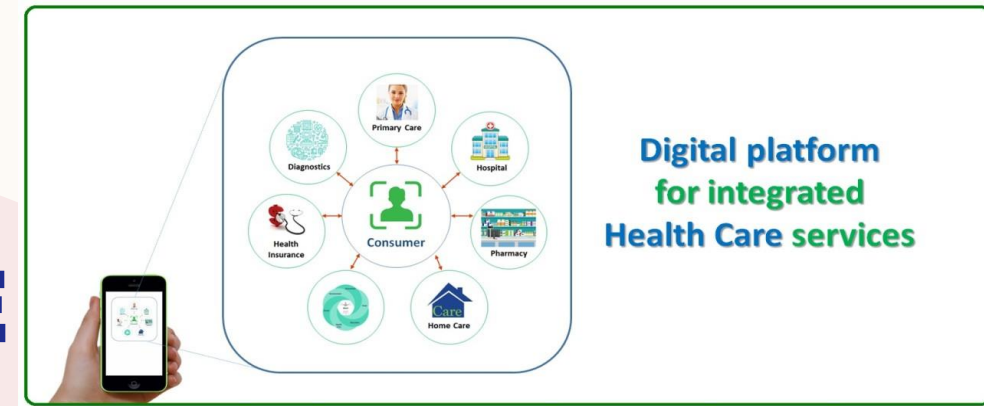 Primary Care
Diagnostics
Hospital
Consumer
Health
Insurance
Pharmacy
Care
Home Care
Digital platform
for integrated
Health Care services